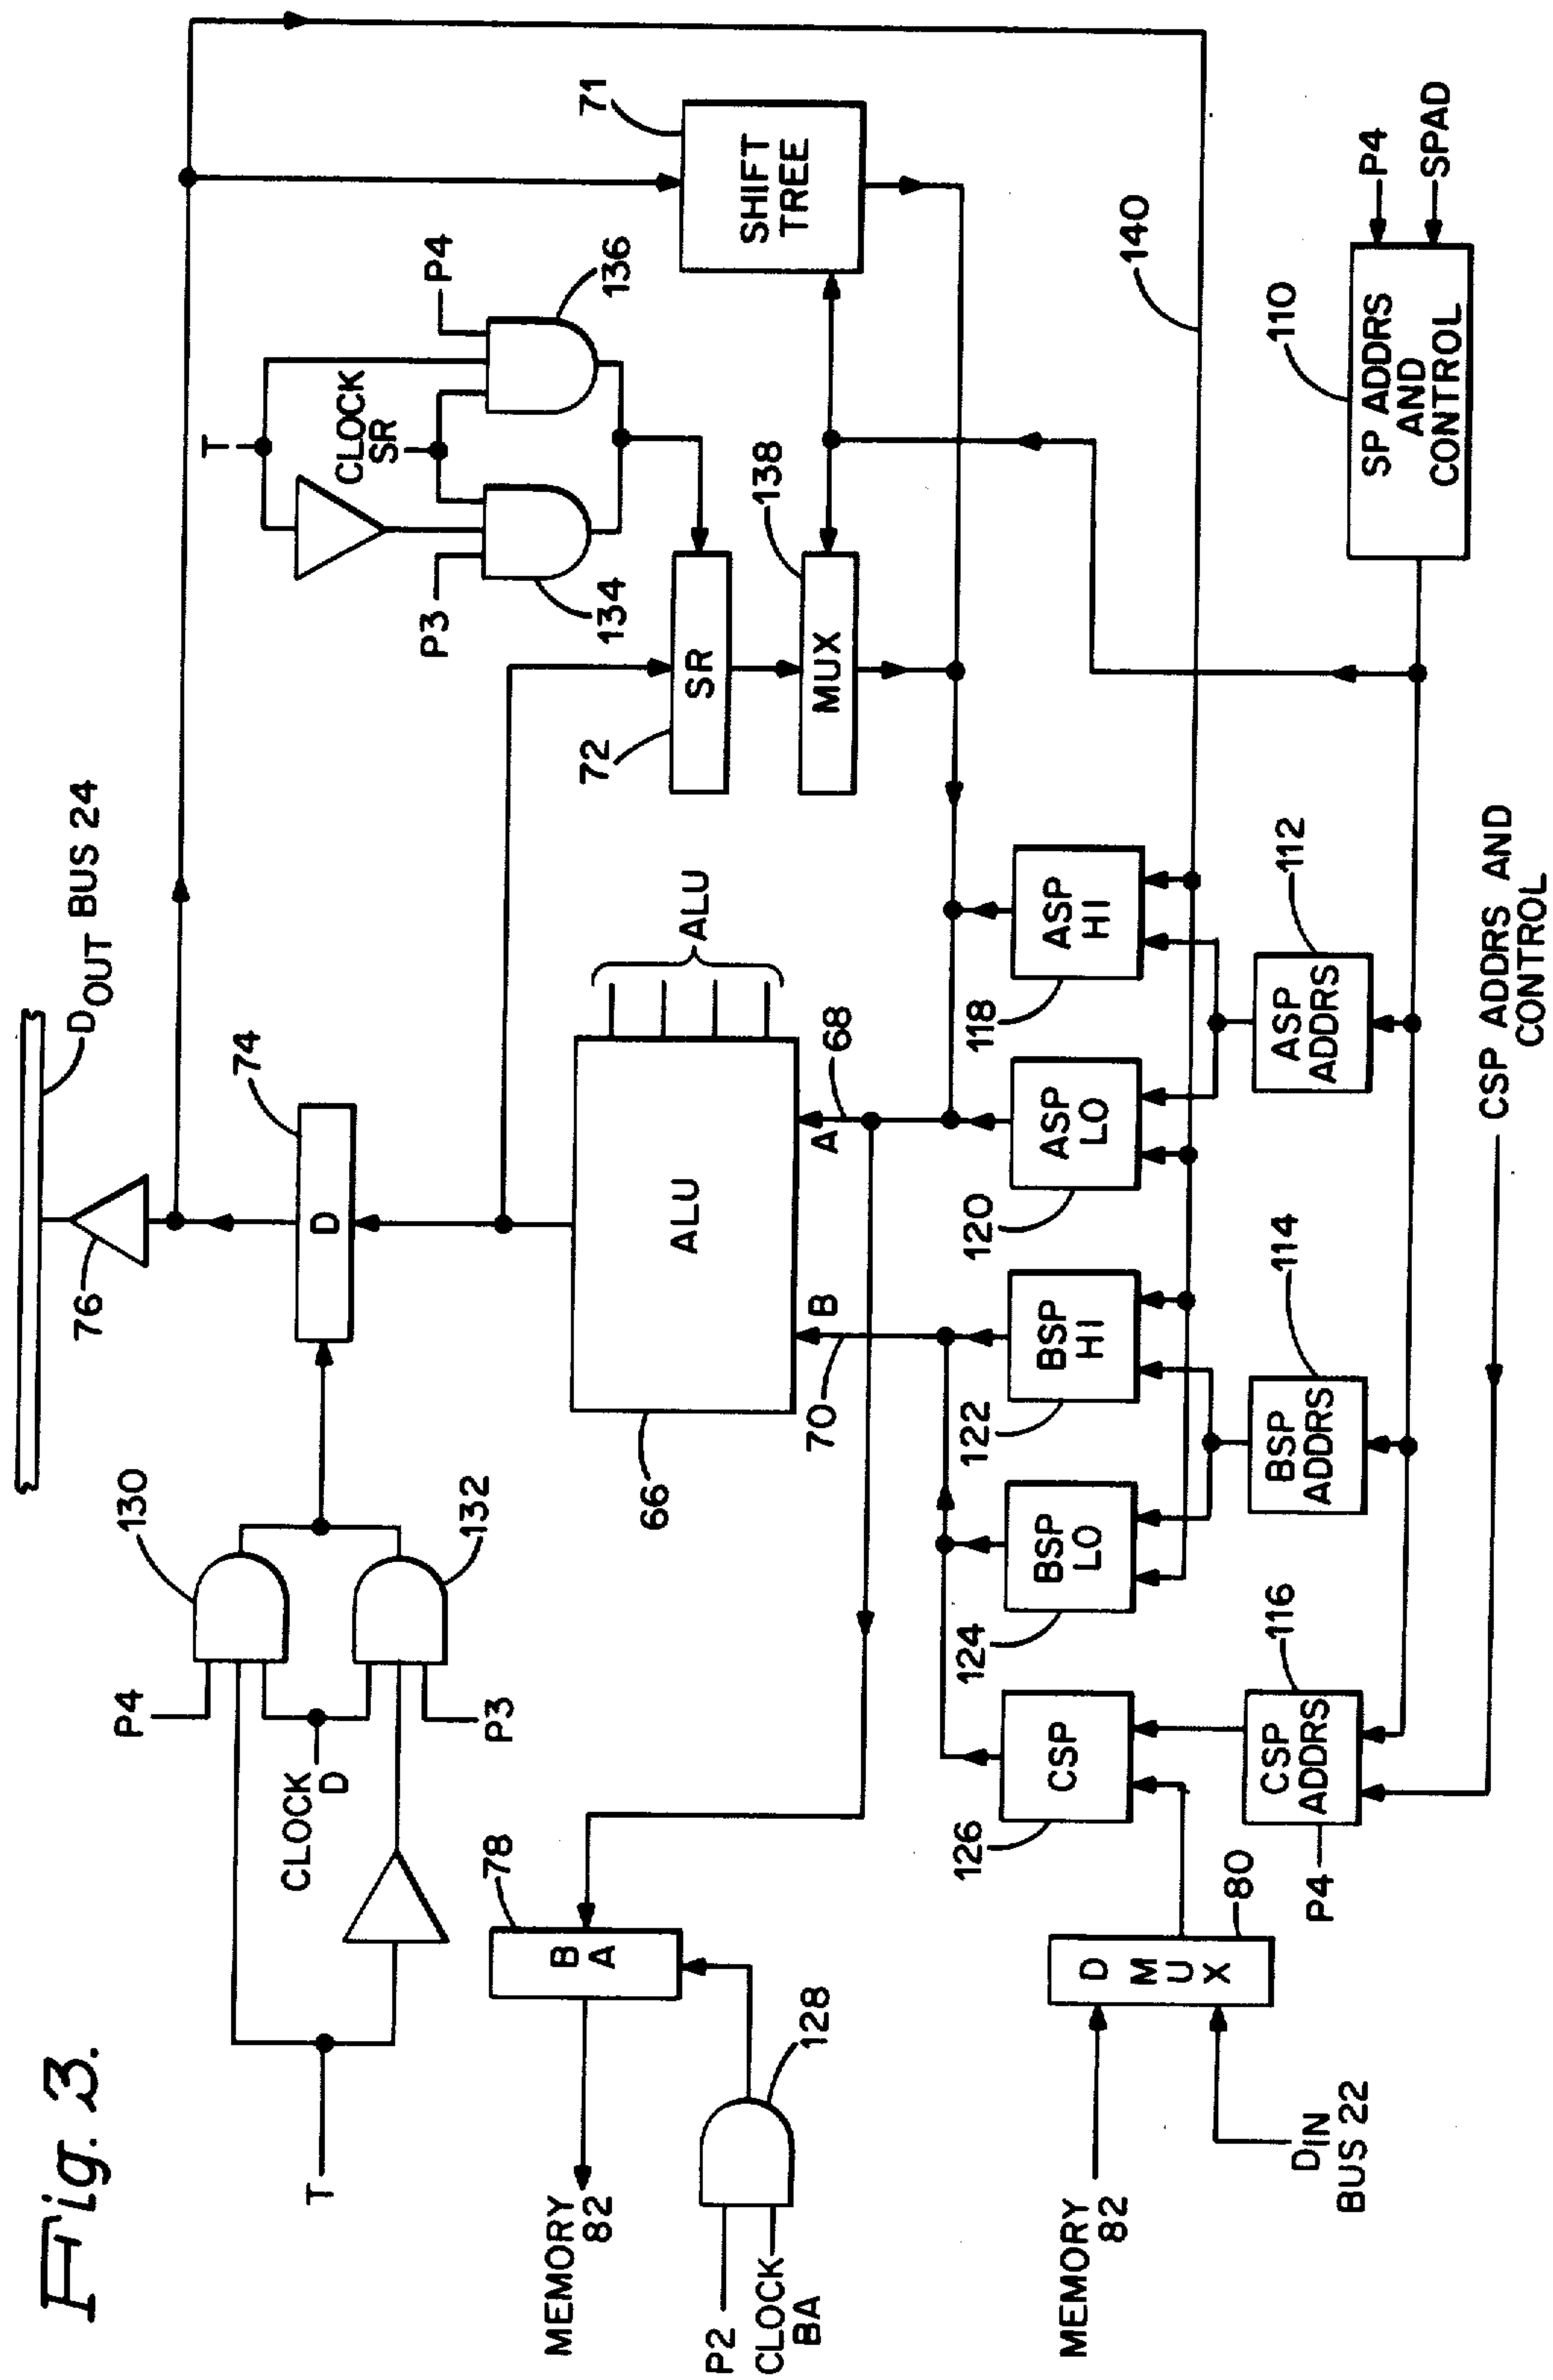 Fig. 3.
D_OUT BUS 24
76
74
D
130
132
P4
P3
CLOCK
D
T
T
CLOCK
SR
P4
P3
134
136
71
SHIFT
TREE
72
SR
138
MUX
140
ALU
ALU
66
A
68
B
70
78
B
A
MEMORY
82
128
P2
CLOCK
BA
MEMORY
82
D_IN
BUS 22
D
M
U
X
80
CSP
126
BSP
LO
124
BSP
HI
122
ASP
LO
120
ASP
HI
118
CSP
ADDRS
116
P4
BSP
ADDRS
114
ASP
ADDRS
112
SP ADDRS
AND
CONTROL
110
P4
SPAD
CSP ADDRS AND
CONTROL